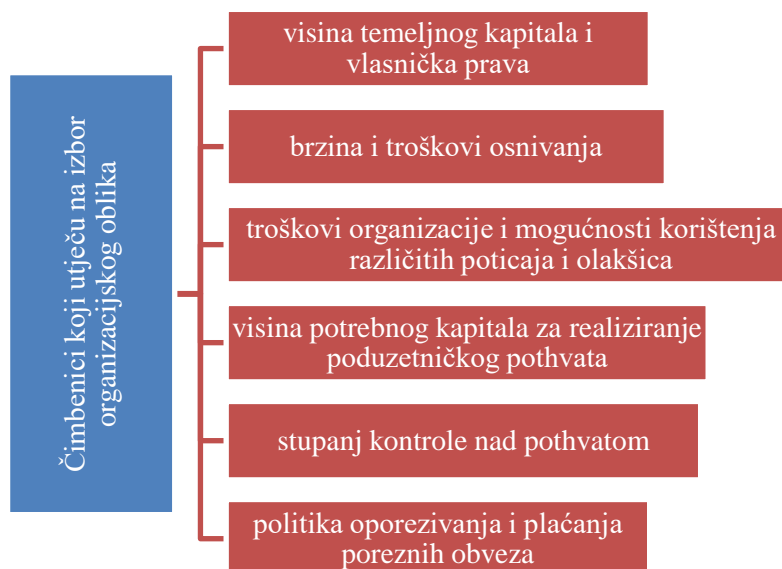 Čimbenici koji utječu na izbor
organizacijskog oblika
visina temeljnog kapitala i
vlasnička prava
brzina i troškovi osnivanja
troškovi organizacije i mogućnosti korištenja
različitih poticaja i olakšica
visina potrebnog kapitala za realiziranje
poduzetničkog pothvata
stupanj kontrole nad pothvatom
politika oporezivanja i plaćanja
poreznih obveza